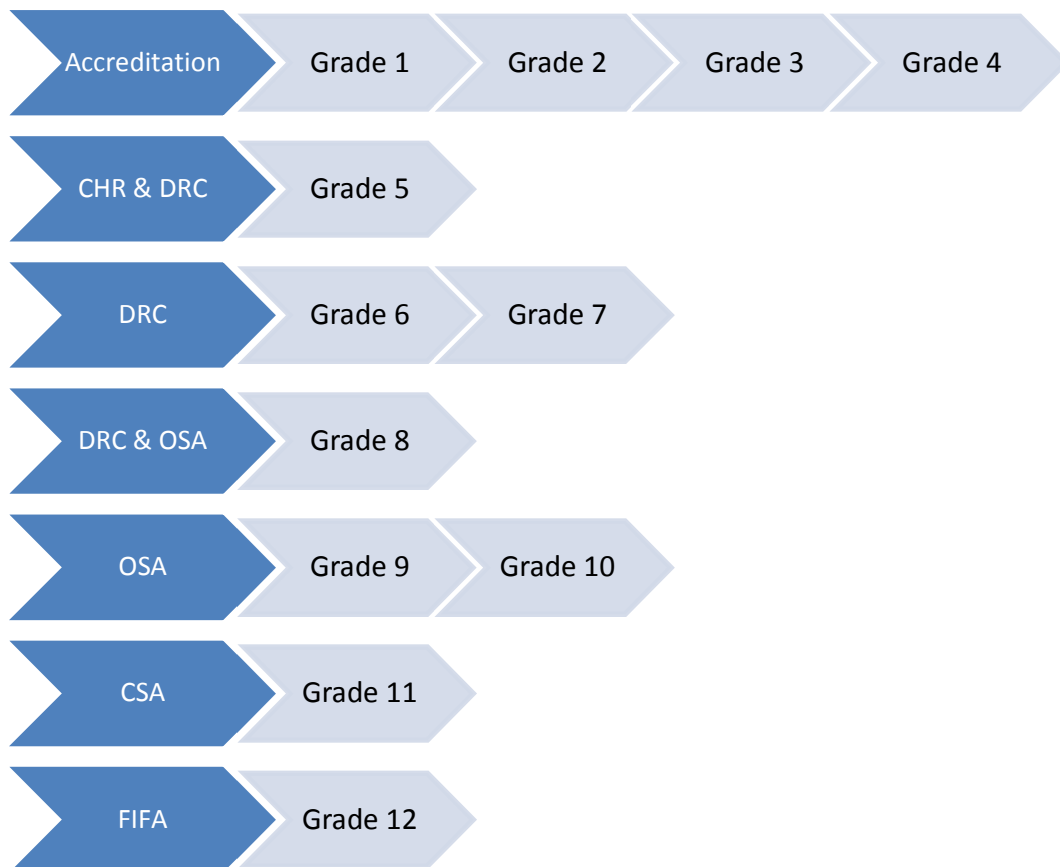 Accreditation Grade 1 Grade 2 Grade 3 Grade 4
CHR & DRC Grade 5
DRC Grade 6 Grade 7
DRC & OSA Grade 8
OSA Grade 9 Grade 10
CSA Grade 11
FIFA Grade 12